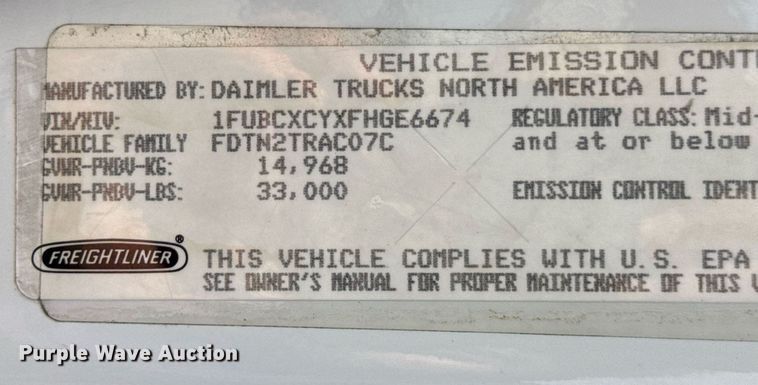 VEHICLE EMISSION CONT
MANUFACTURED BY: DAIMLER TRUCKS NORTH AMERICA LLC
VIN/NIV: 1FUBCXCYXFHGE6674 REGULATORY CLASS: Mid-
VEHICLE FAMILY FDTN2TRAC07C and at or below
GVWR-PNBV-KG: 14,968
GVWR-PNBV-LBS: 33,000 EMISSION CONTROL IDENT
FREIGHTLINER® THIS VEHICLE COMPLIES WITH U.S. EPA
SEE OWNER'S MANUAL FOR PROPER MAINTENANCE OF THIS V
Purple Wave Auction